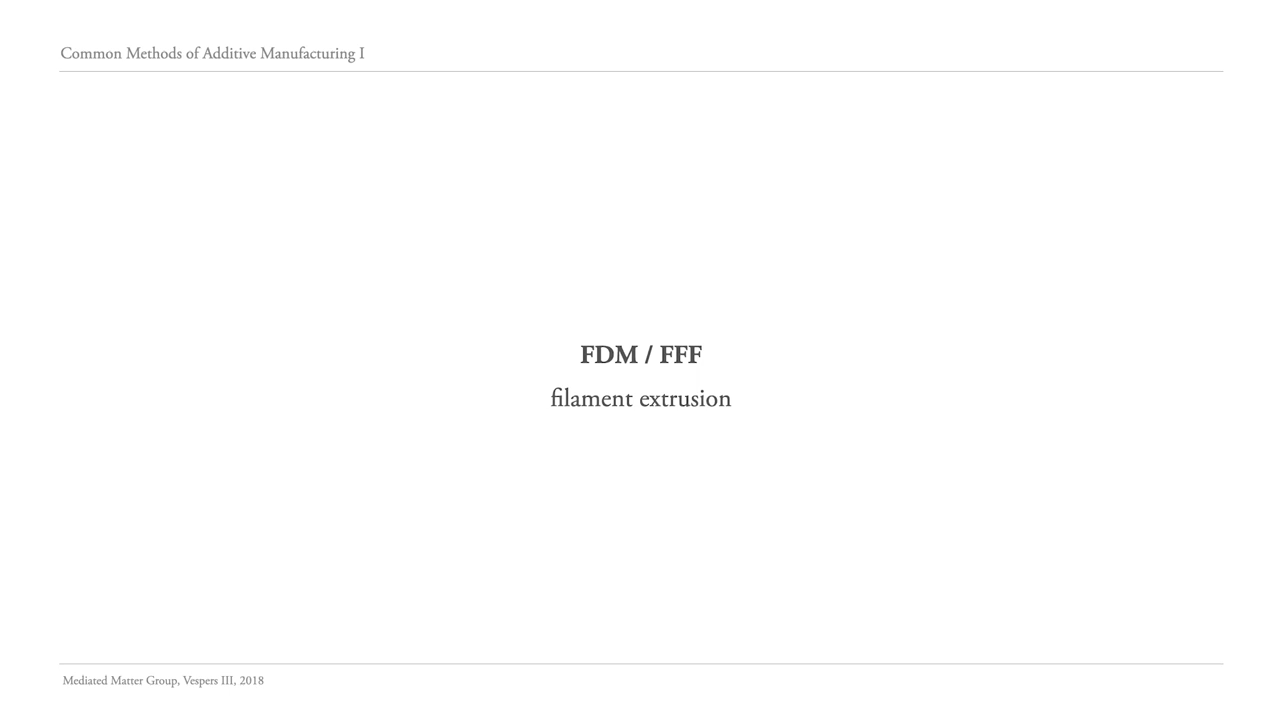 Common Methods of Additive Manufacturing I
FDM / FFF
filament extrusion
Mediated Matter Group, Vespers III, 2018